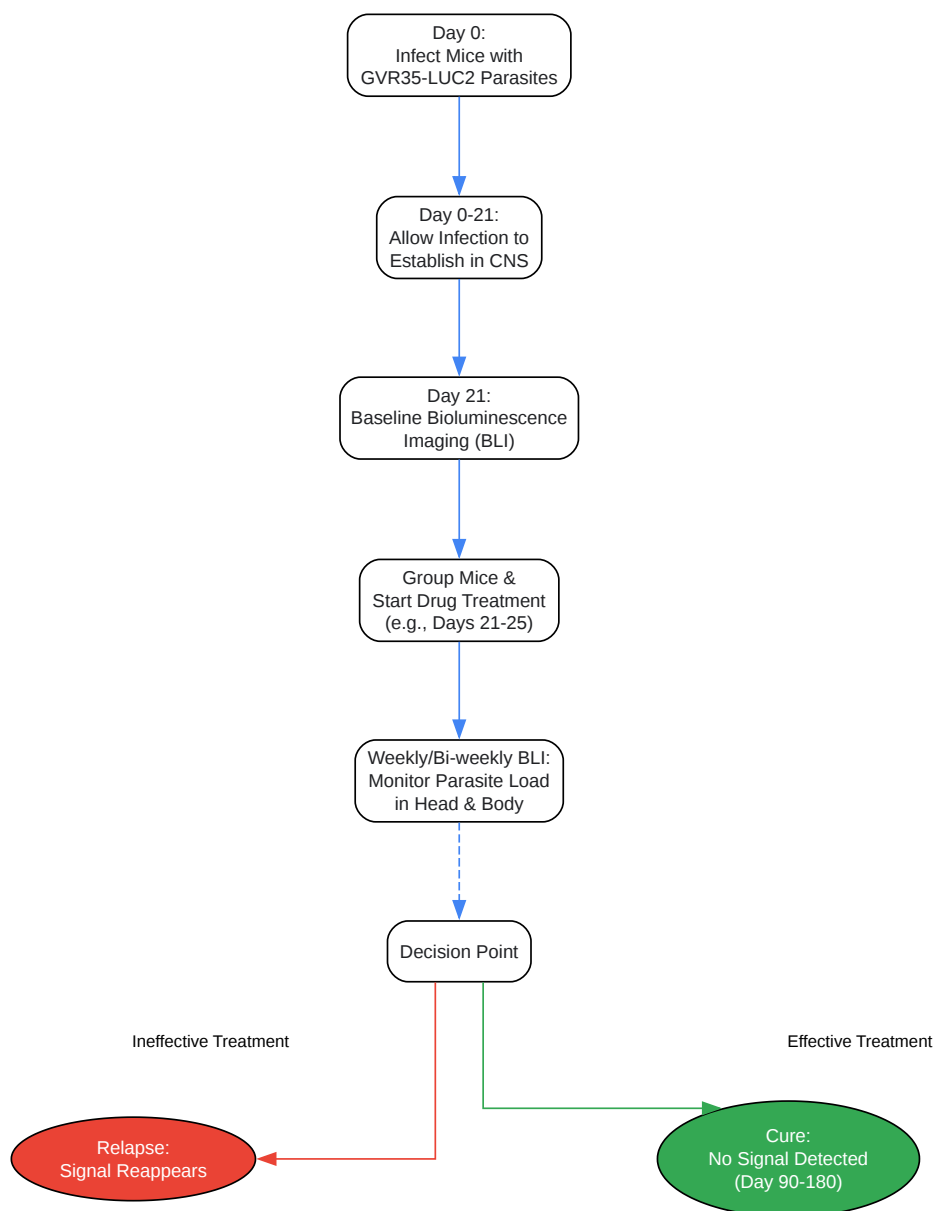 Day 0:
Infect Mice with
GVR35-LUC2 Parasites
Day 0-21:
Allow Infection to
Establish in CNS
Day 21:
Baseline Bioluminescence
Imaging (BLI)
Group Mice &
Start Drug Treatment
(e.g., Days 21-25)
Weekly/Bi-weekly BLI:
Monitor Parasite Load
in Head & Body
Decision Point
Ineffective Treatment
Effective Treatment
Relapse:
Signal Reappears
Cure:
No Signal Detected
(Day 90-180)